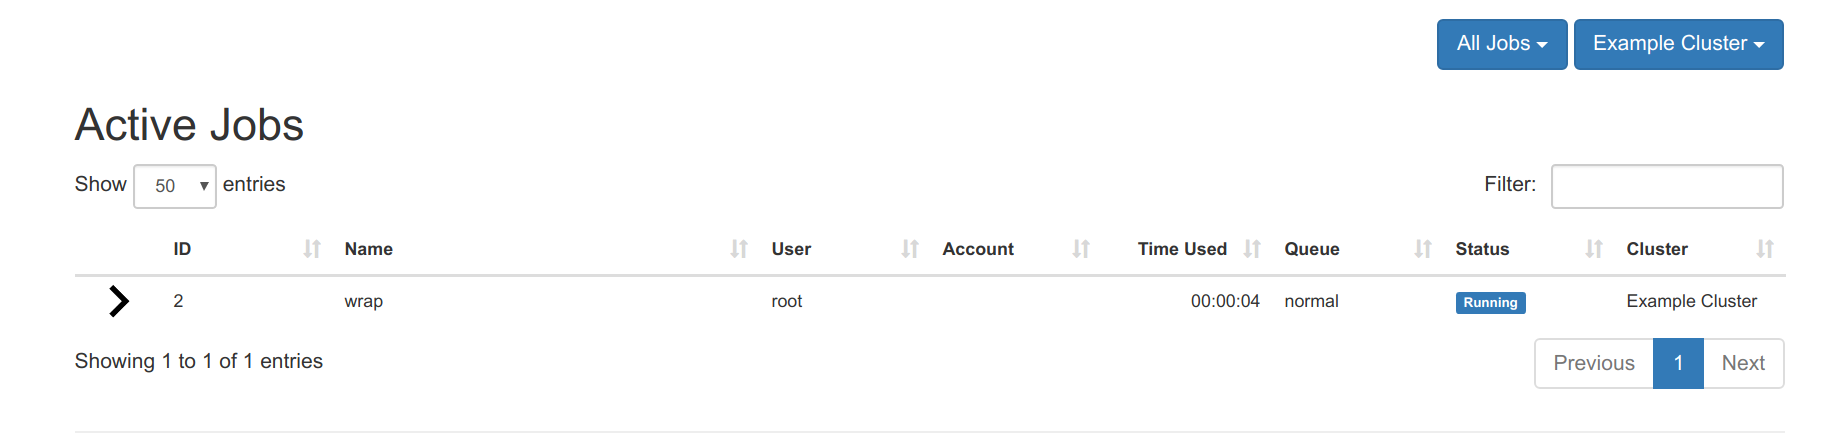 All Jobs Example Cluster
Active Jobs
Show 50 entries Filter:
ID Name User Account Time Used Queue Status Cluster
2 wrap root 00:00:04 normal Running Example Cluster
Showing 1 to 1 of 1 entries Previous 1 Next